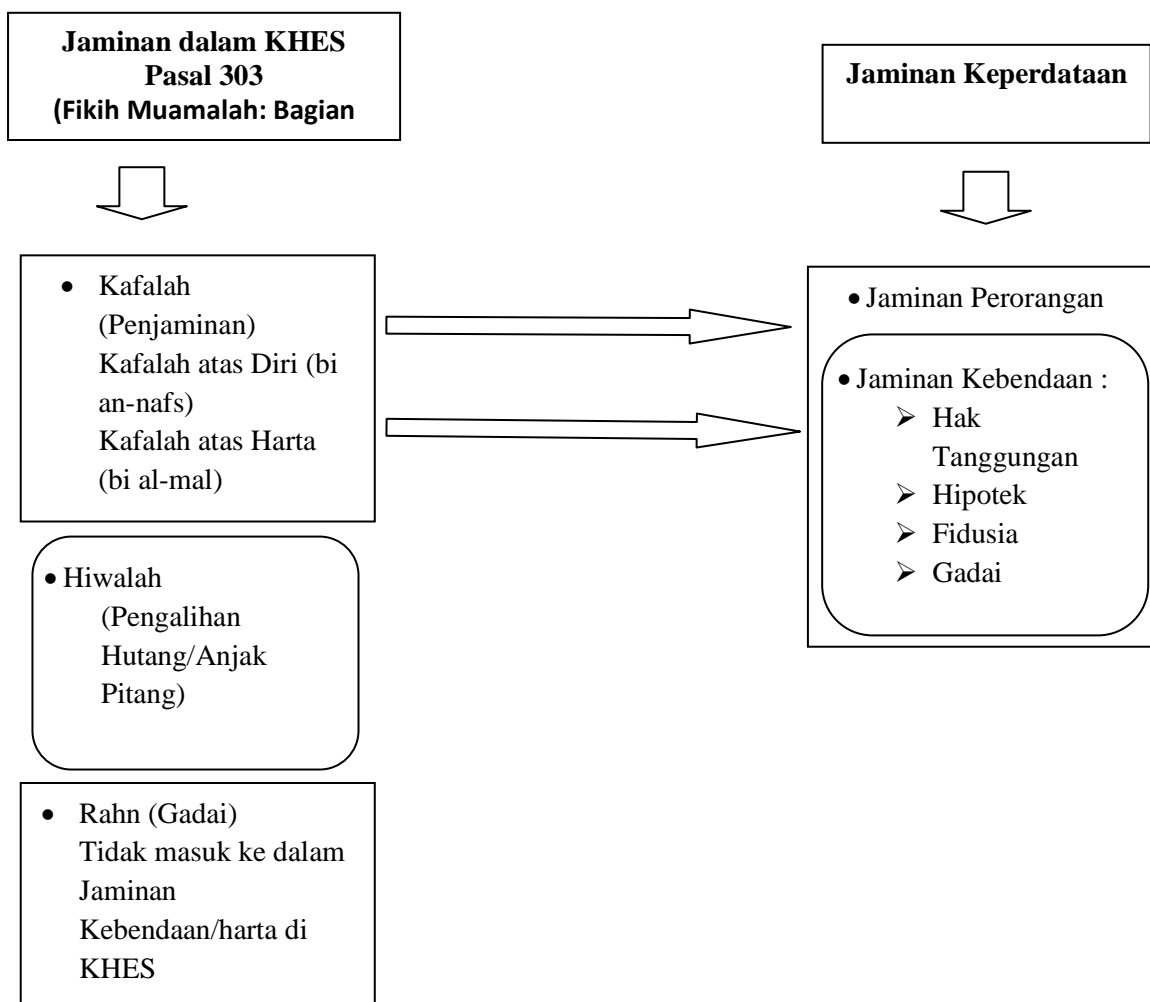 Jaminan dalam KHES
Pasal 303
(Fikih Muamalah: Bagian
Jaminan Keperdataan
• Kafalah
(Penjaminan)
Kafalah atas Diri (bi
an-nafs)
Kafalah atas Harta
(bi al-mal)
• Hiwalah
(Pengalihan
Hutang/Anjak
Pitang)
• Rahn (Gadai)
Tidak masuk ke dalam
Jaminan
Kebendaan/harta di
KHES
• Jaminan Perorangan
• Jaminan Kebendaan :
➢ Hak
Tanggungan
➢ Hipotek
➢ Fidusia
➢ Gadai